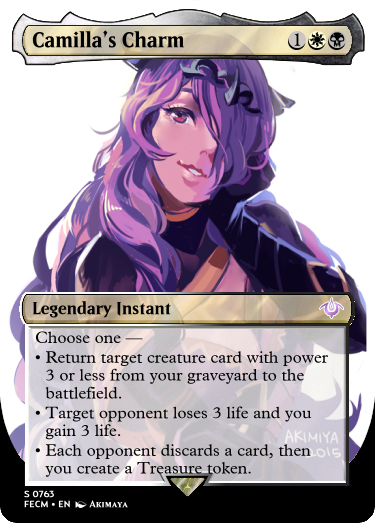 Camilla's Charm 1
Legendary Instant
Choose one —
• Return target creature card with power
3 or less from your graveyard to the
battlefield.
• Target opponent loses 3 life and you
gain 3 life.
• Each opponent discards a card, then
you create a Treasure token.
AKIMIYA
2015
S 0763
FECM • EN Akimaya